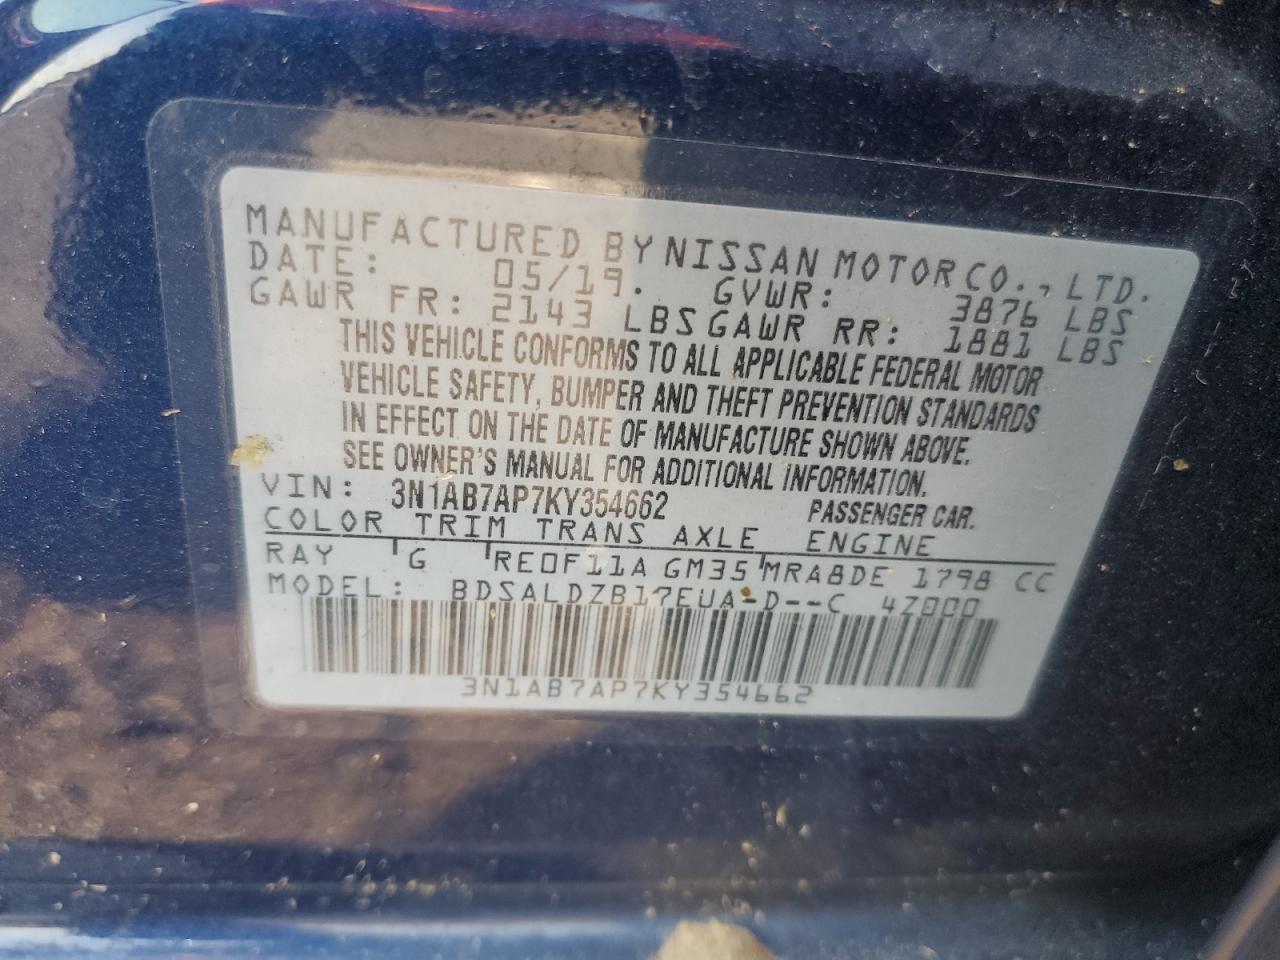 MANUFACTURED BY NISSAN MOTOR CO., LTD.
DATE: 05/19. GVWR: 3876 LBS
GAWR FR: 2143 LBS GAWR RR: 1881 LBS
THIS VEHICLE CONFORMS TO ALL APPLICABLE FEDERAL MOTOR
VEHICLE SAFETY, BUMPER AND THEFT PREVENTION STANDARDS
IN EFFECT ON THE DATE OF MANUFACTURE SHOWN ABOVE.
SEE OWNER'S MANUAL FOR ADDITIONAL INFORMATION.
VIN: 3N1AB7AP7KY354662 PASSENGER CAR.
COLOR TRIM TRANS AXLE ENGINE
RAY G RE0F11A GM35 MRA8DE 1798 CC
MODEL: BDSALDZB17EUA-D--C 4Z000
3N1AB7AP7KY354662